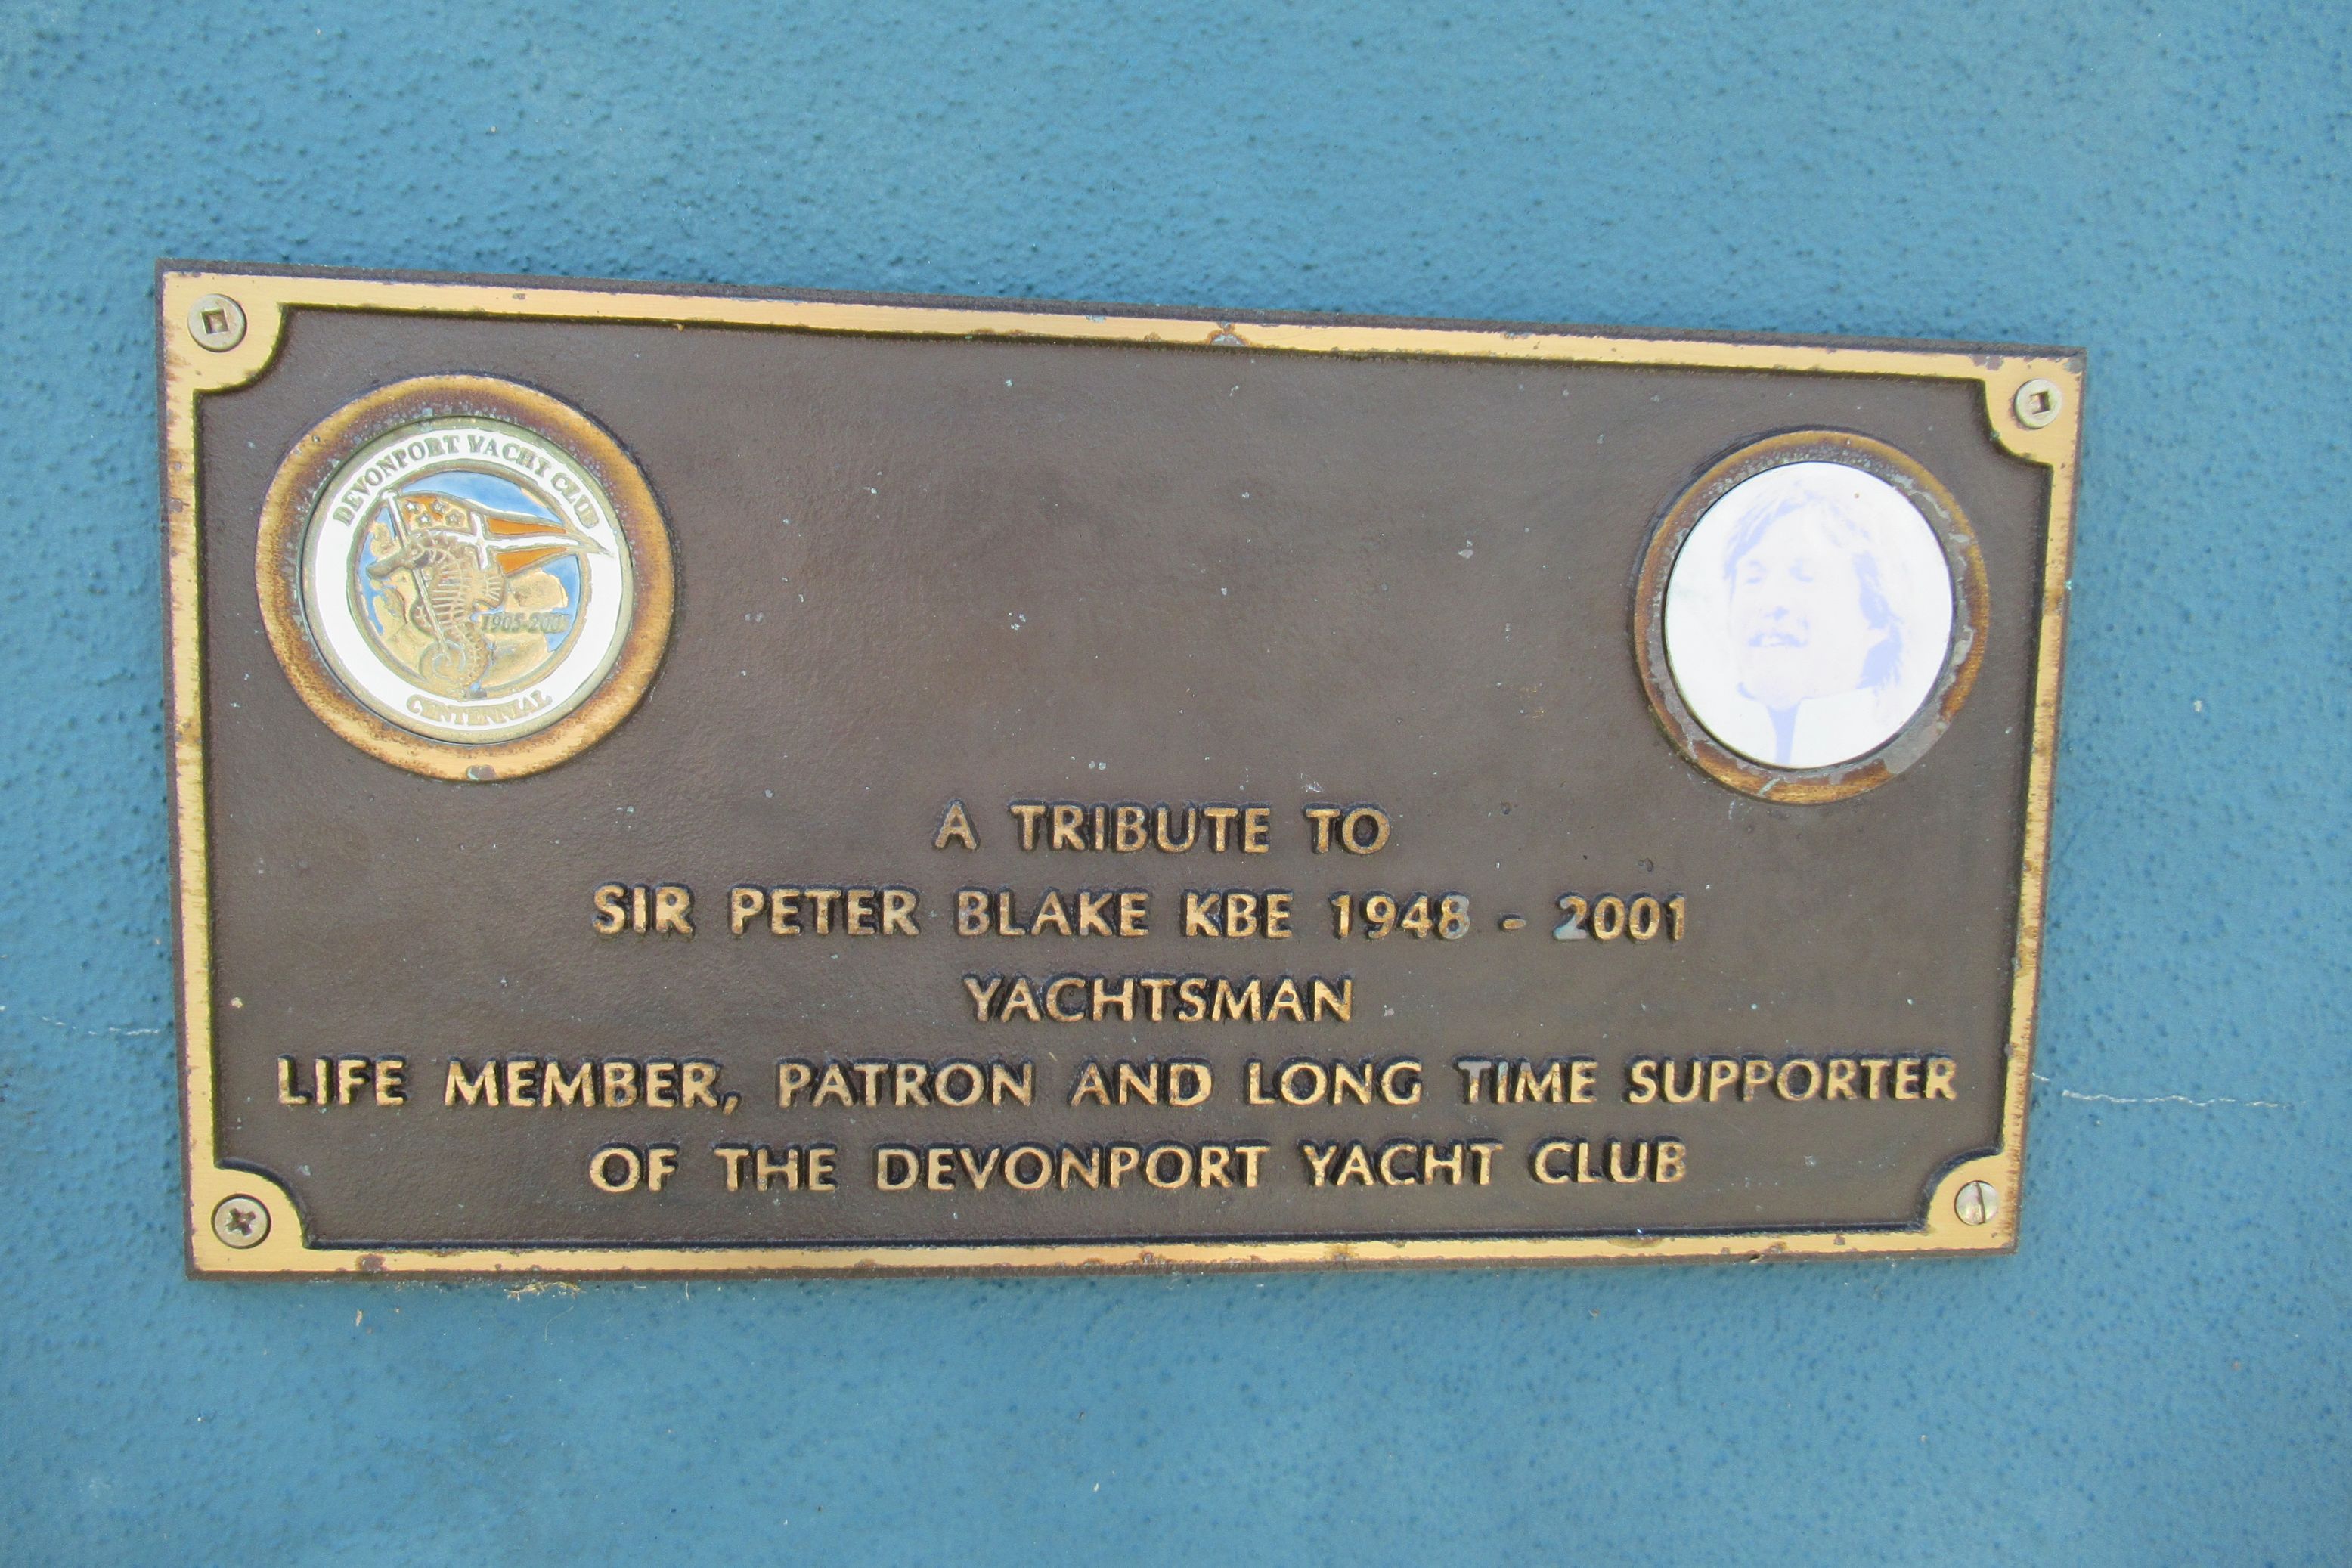 DEVONPORT YACHT CLUB
1905-2005
CENTENNIAL
A TRIBUTE TO
SIR PETER BLAKE KBE 1948 - 2001
YACHTSMAN
LIFE MEMBER, PATRON AND LONG TIME SUPPORTER
OF THE DEVONPORT YACHT CLUB